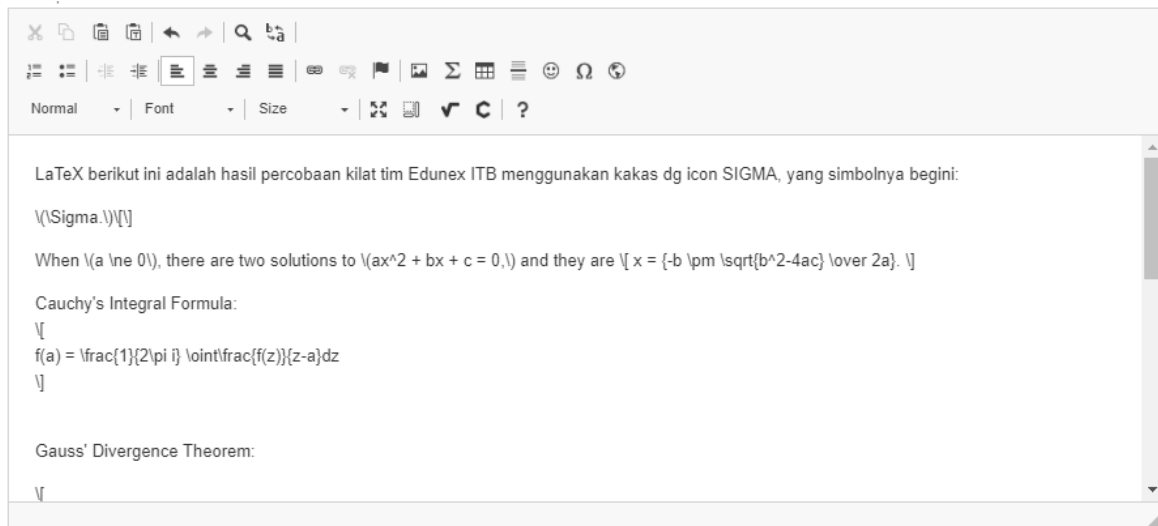 Normal Font Size ?
LaTeX berikut ini adalah hasil percobaan kilat tim Edunex ITB menggunakan kakas dg icon SIGMA, yang simbolnya begini:
\(\Sigma.\)\[\]
When \(a \ne 0\), there are two solutions to \(ax^2 + bx + c = 0,\) and they are \[ x = {-b \pm \sqrt{b^2-4ac} \over 2a}. \]
Cauchy's Integral Formula:
\[
f(a) = \frac{1}{2\pi i} \oint\frac{f(z)}{z-a}dz
\]
Gauss' Divergence Theorem:
\[